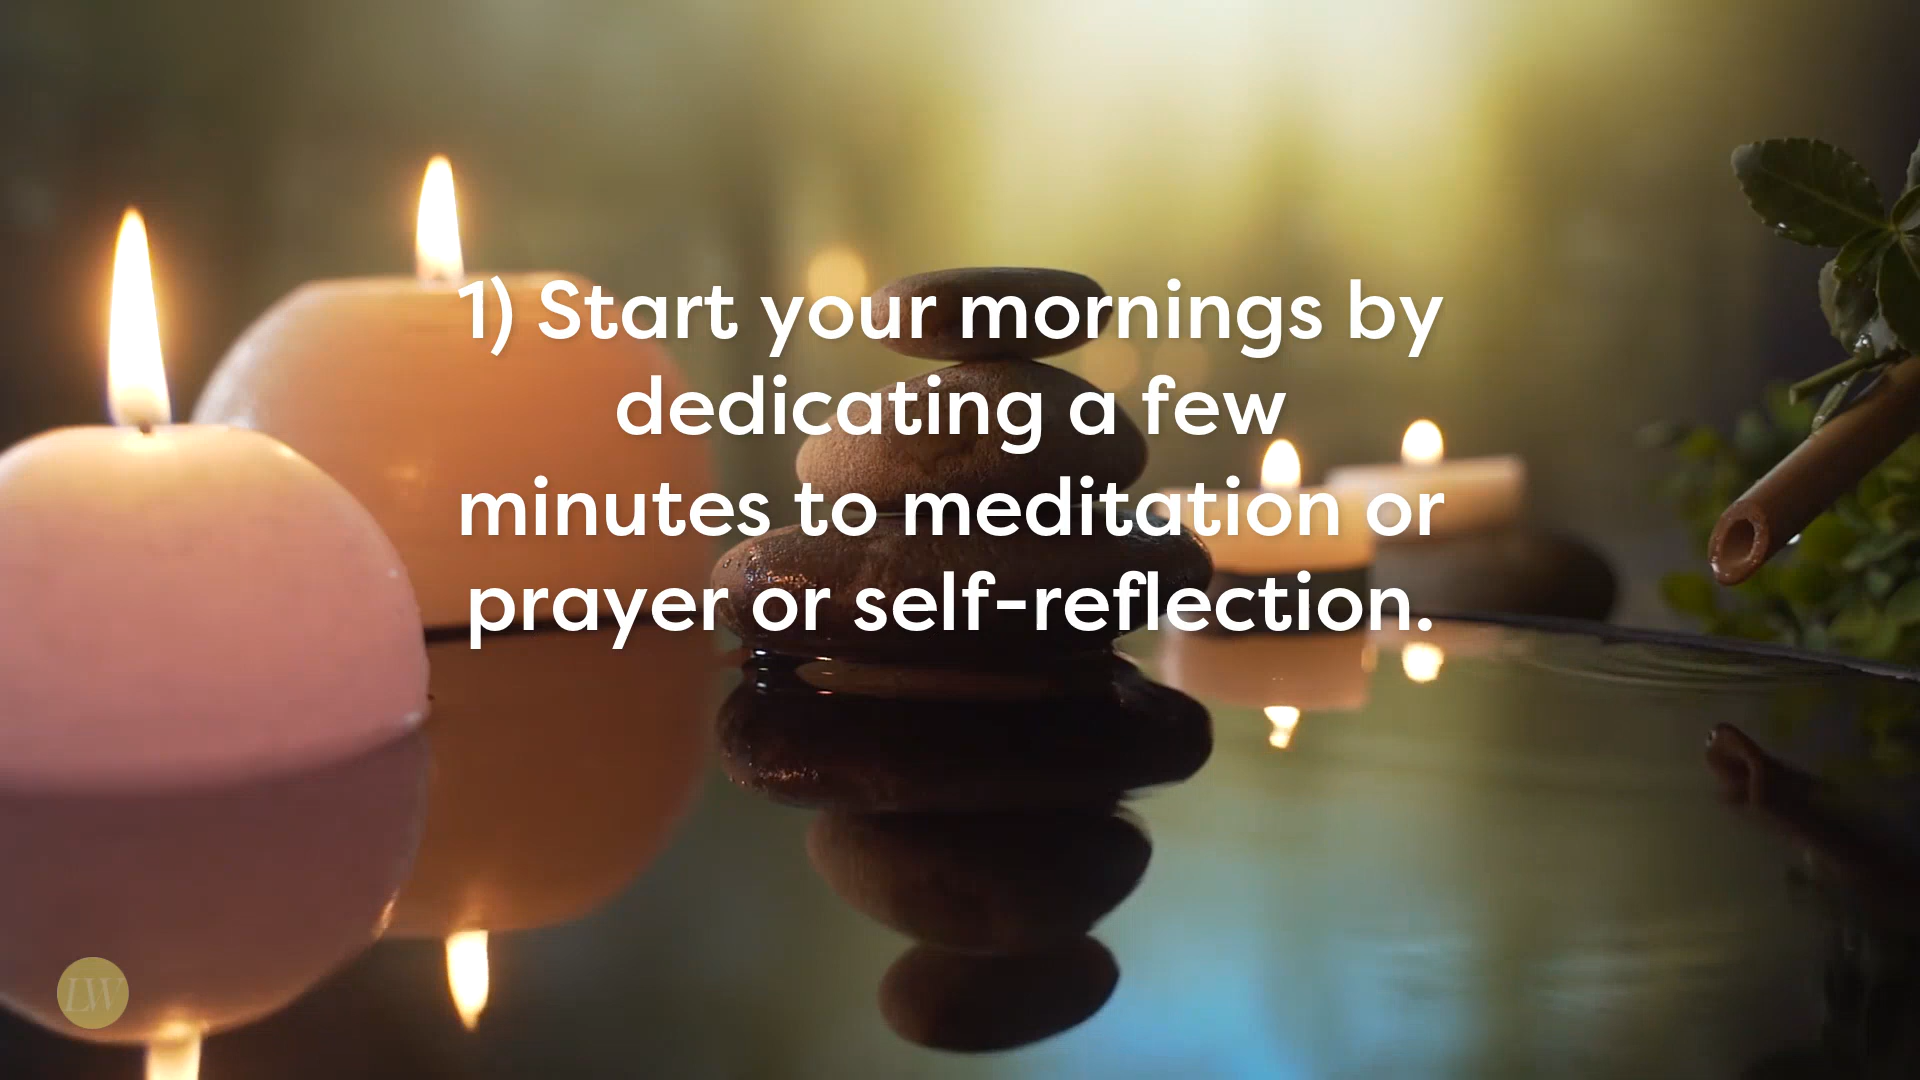 1) Start your mornings by
dedicating a few
minutes to meditation or
prayer or self-reflection.
LW